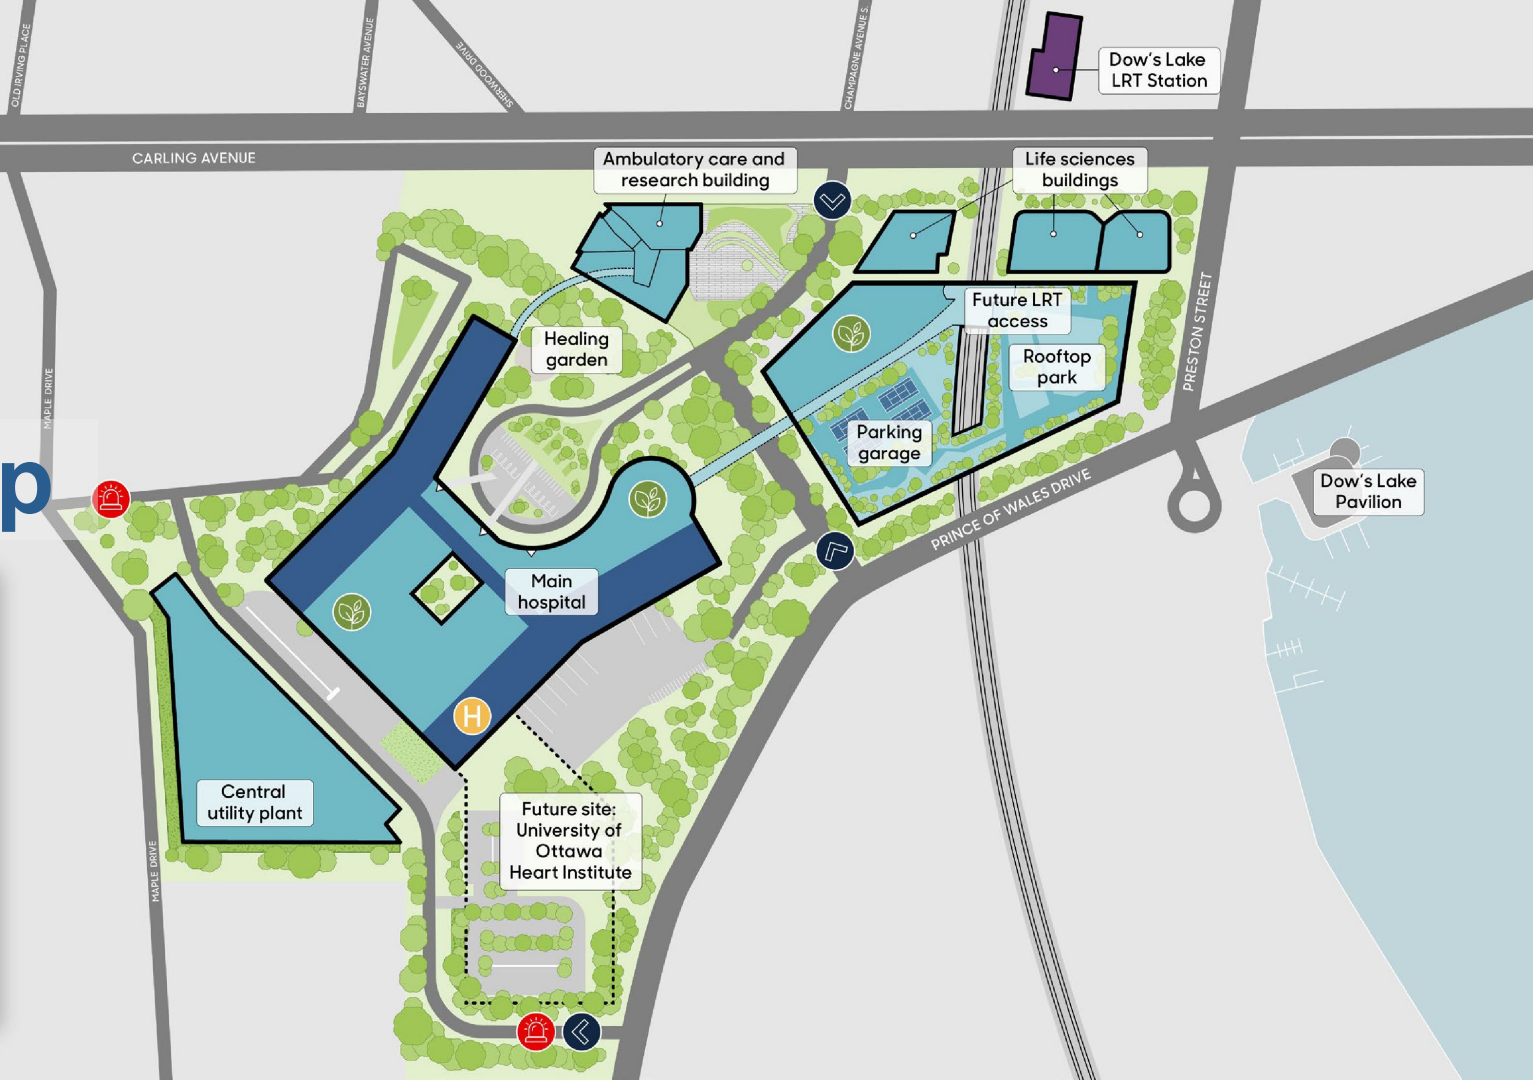 OLD IRVING PLACE
BAYSWATER AVENUE
SHERWOOD DRIVE
CHAMPAGNE AVENUE S.
Dow's Lake
LRT Station
CARLING AVENUE
Ambulatory care and
research building
Life sciences
buildings
Future LRT
access
Healing
garden
Rooftop
park
PRESTON STREET
MAPLE DRIVE
Parking
garage
p
Dow's Lake
Pavilion
PRINCE OF WALES DRIVE
Main
hospital
H
Central
utility plant
Future site:
University of
Ottawa
Heart Institute
MAPLE DRIVE